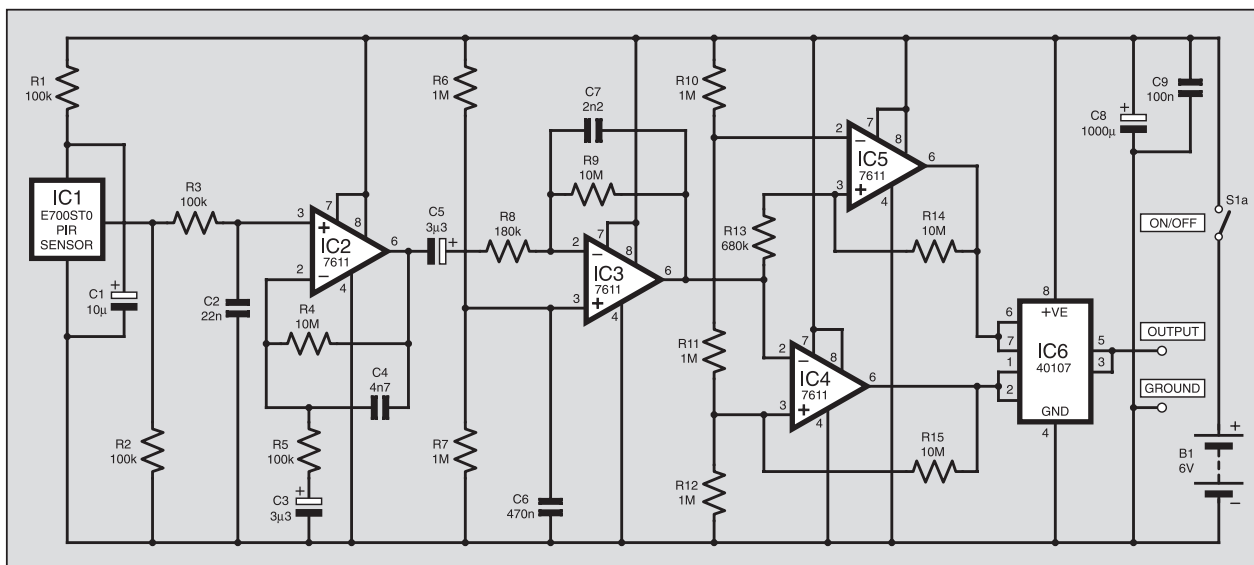 R1
100k
IC1
E700ST0
PIR
SENSOR
+
C1
10µ
R2
100k
R3
100k
C2
22n
3
+
2
−
IC2
7611
7
8
6
4
R4
10M
C4
4n7
R5
100k
+
C3
3µ3
C5
3µ3
+
R6
1M
R7
1M
R8
180k
C7
2n2
R9
10M
2
−
3
+
IC3
7611
7
8
6
4
C6
470n
R10
1M
R11
1M
R12
1M
R13
680k
2
−
3
+
IC5
7611
7
8
6
4
R14
10M
2
−
3
+
IC4
7611
7
8
6
4
R15
10M
8
+VE
6
7
1
2
IC6
40107
5
3
GND
4
+
C8
1000µ
C9
100n
S1a
ON/OFF
OUTPUT
GROUND
+
B1
6V
−